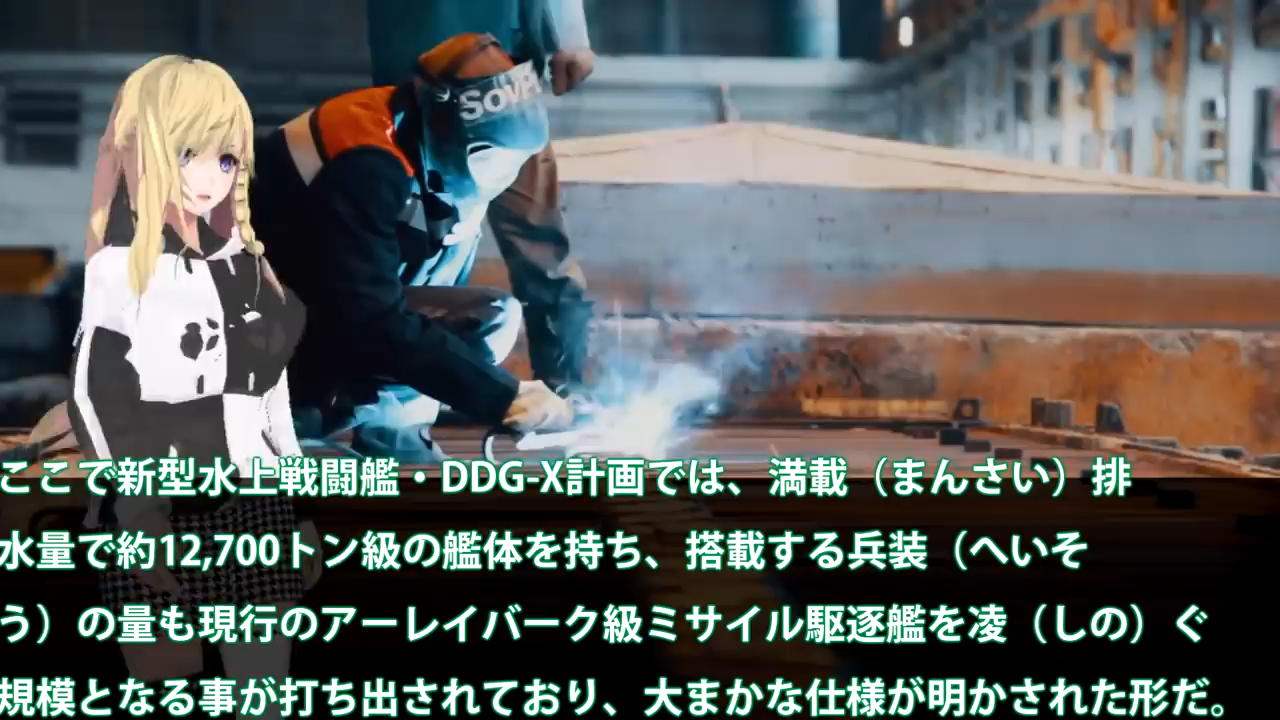 ここで新型水上戦闘艦・DDG-X計画では、満載（まんさい）排
水量で約12,700トン級の艦体を持ち、搭載する兵装（へいそ
う）の量も現行のアーレイバーク級ミサイル駆逐艦を凌（しの）ぐ
規模となる事が打ち出されており、大まかな仕様が明かされた形だ。